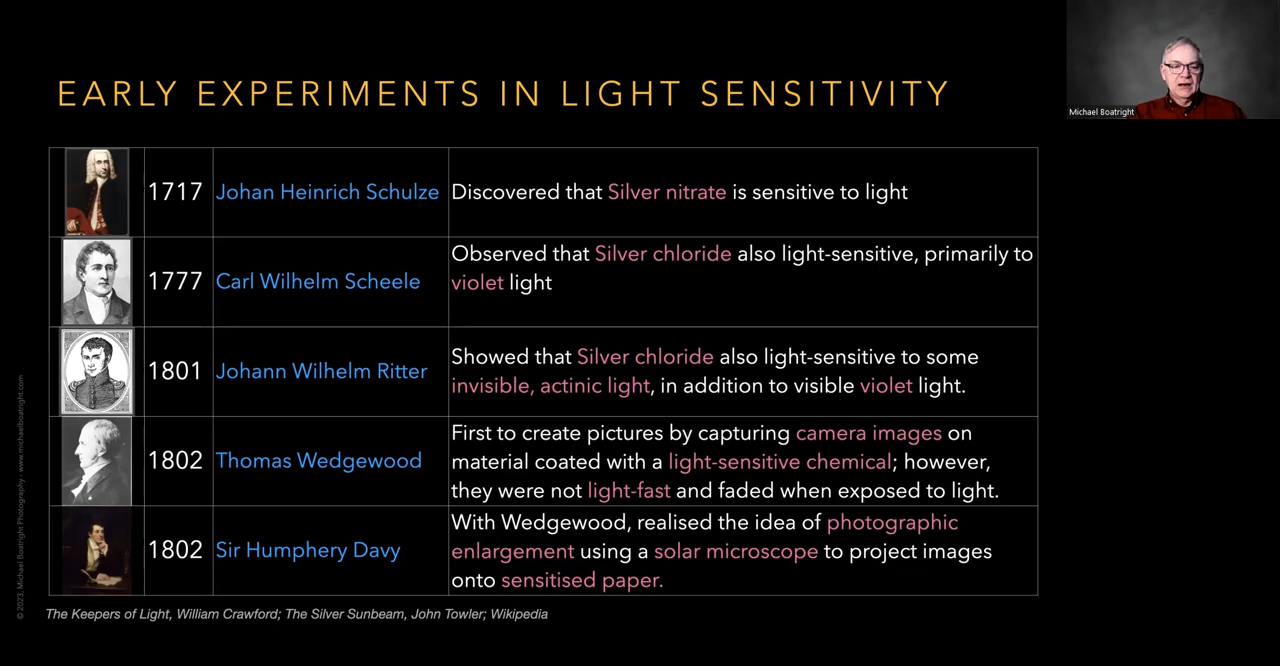 EARLY EXPERIMENTS IN LIGHT SENSITIVITY
Michael Boatright
1717 Johan Heinrich Schulze Discovered that Silver nitrate is sensitive to light
1777 Carl Wilhelm Scheele Observed that Silver chloride also light-sensitive, primarily to
violet light
1801 Johann Wilhelm Ritter Showed that Silver chloride also light-sensitive to some
invisible, actinic light, in addition to visible violet light.
1802 Thomas Wedgewood First to create pictures by capturing camera images on
material coated with a light-sensitive chemical; however,
they were not light-fast and faded when exposed to light.
1802 Sir Humphery Davy With Wedgewood, realised the idea of photographic
enlargement using a solar microscope to project images
onto sensitised paper.
The Keepers of Light, William Crawford; The Silver Sunbeam, John Towler; Wikipedia
© 2023, Michael Boatright Photography - www.michaelboatright.com